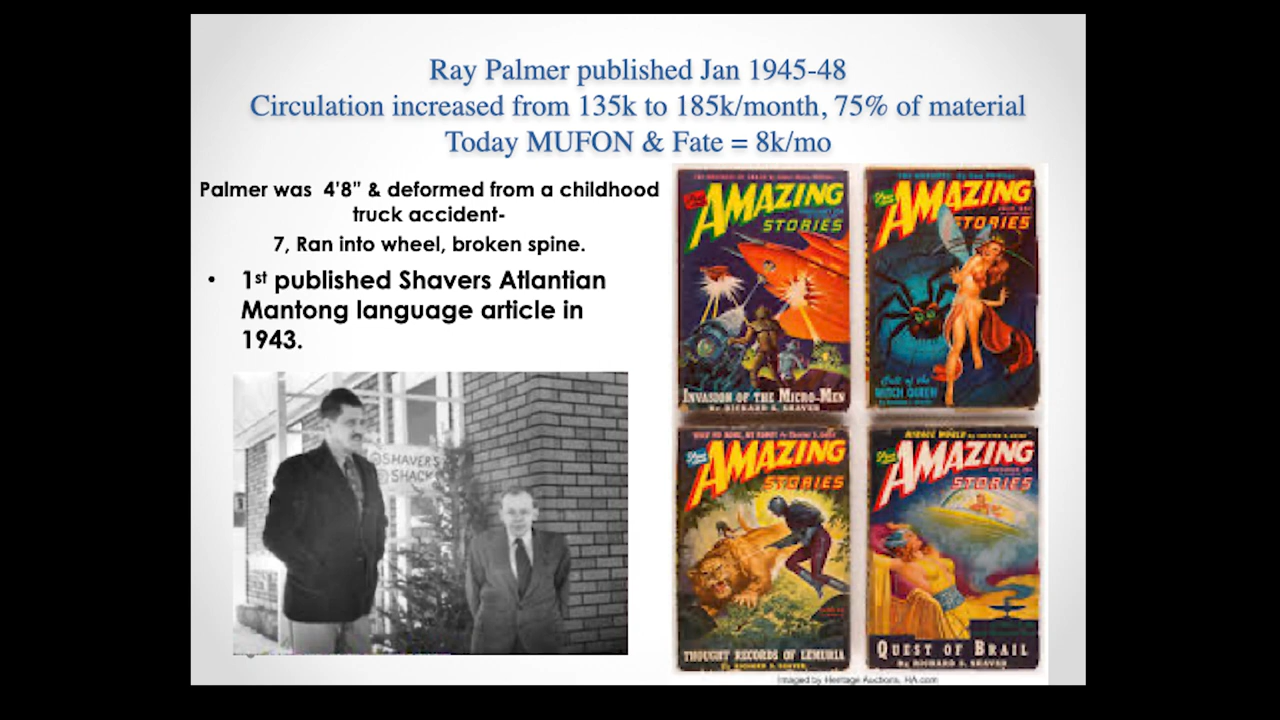 Ray Palmer published Jan 1945-48
Circulation increased from 135k to 185k/month, 75% of material
Today MUFON & Fate = 8k/mo
Palmer was 4'8” & deformed from a childhood
truck accident-
7, Ran into wheel, broken spine.
• 1st published Shavers Atlantian
Mantong language article in
1943.
SHAVER'S
SHACK
AMAZING
STORIES
INVASION OF THE MICRO-MEN
By RICHARD S. SHAVER
AMAZING
STORIES
Cult of the
WITCH QUEEN
AMAZING
STORIES
THOUGHT RECORDS OF LEMURIA
By RICHARD S. SHAVER
AMAZING
STORIES
QUEST OF BRAIL
By RICHARD S. SHAVER
Imaged by Heritage Auctions, HA.com